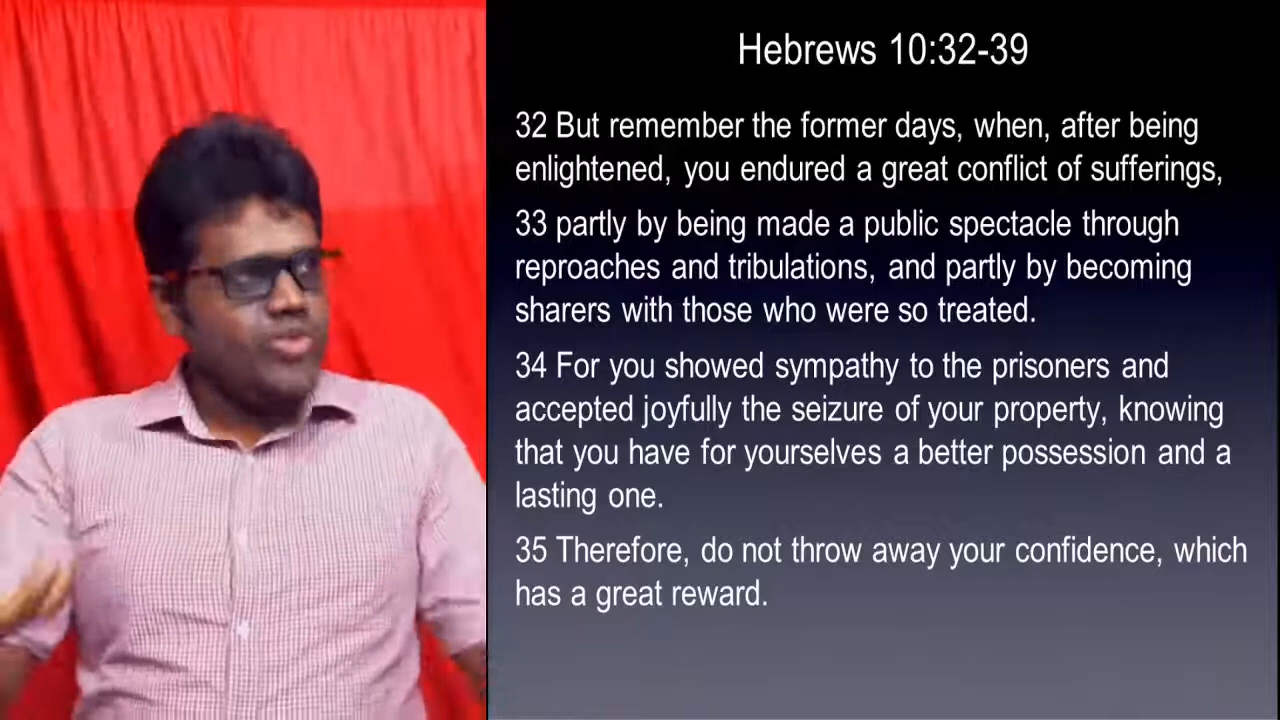 Hebrews 10:32-39
32 But remember the former days, when, after being
enlightened, you endured a great conflict of sufferings,
33 partly by being made a public spectacle through
reproaches and tribulations, and partly by becoming
sharers with those who were so treated.
34 For you showed sympathy to the prisoners and
accepted joyfully the seizure of your property, knowing
that you have for yourselves a better possession and a
lasting one.
35 Therefore, do not throw away your confidence, which
has a great reward.